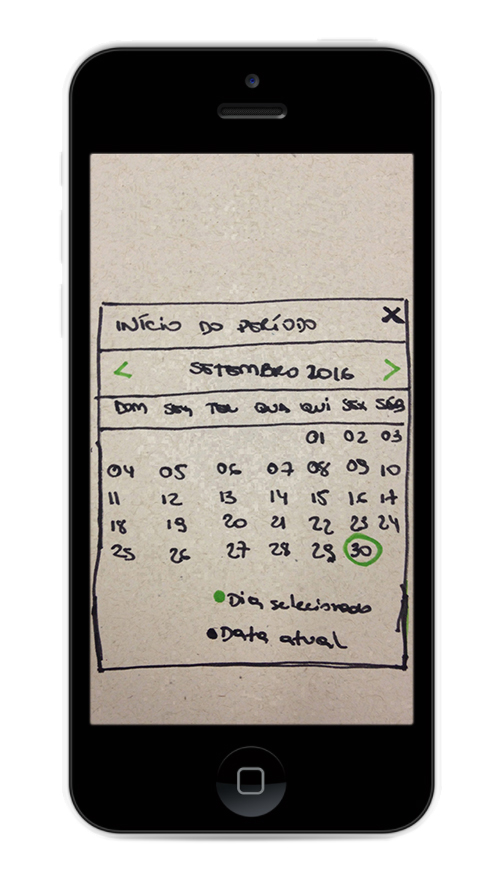 INÍCIO DO PERÍODO X
< SETEMBRO 2016 >
DOM SEG TER QUA QUI SEX SÁB
01 02 03
04 05 06 07 08 09 10
11 12 13 14 15 16 17
18 19 20 21 22 23 24
25 26 27 28 29 30
Dia selecionado
Data atual